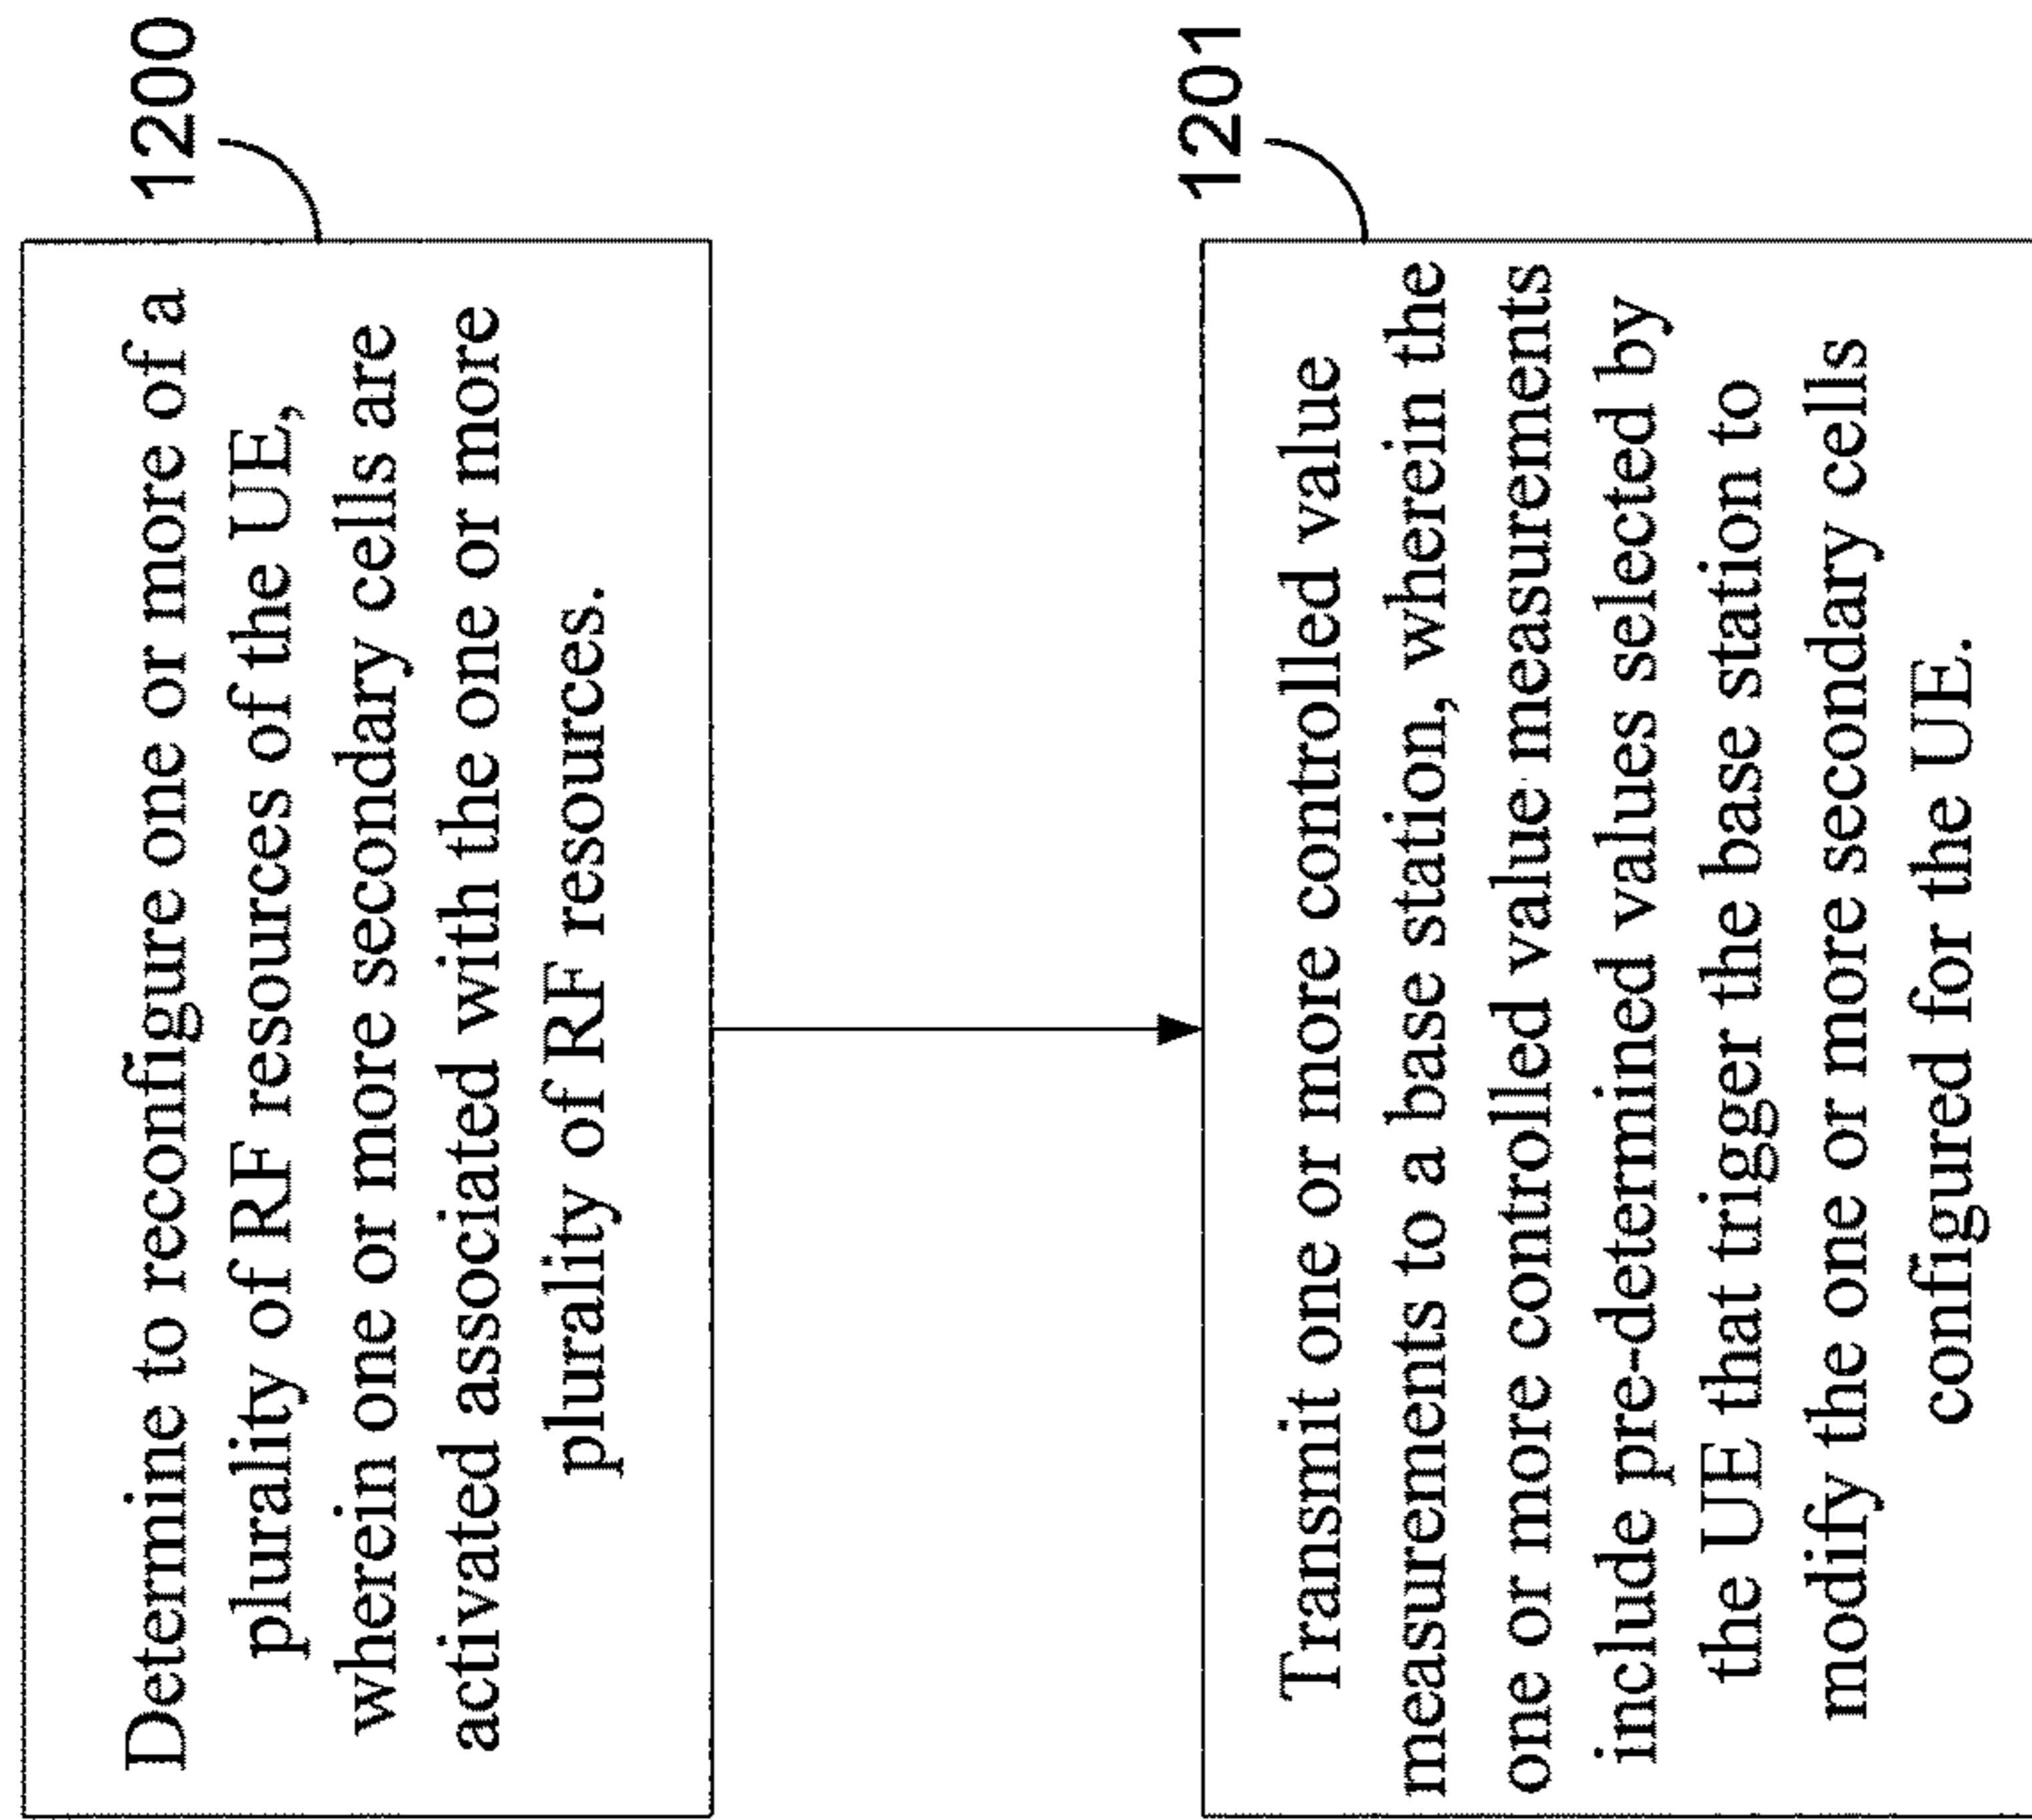 Determine to reconfigure one or more of a
plurality of RF resources of the UE,
wherein one or more secondary cells are
activated associated with the one or more
plurality of RF resources.
1200
Transmit one or more controlled value
measurements to a base station, wherein the
one or more controlled value measurements
include pre-determined values selected by
the UE that trigger the base station to
modify the one or more secondary cells
configured for the UE.
1201